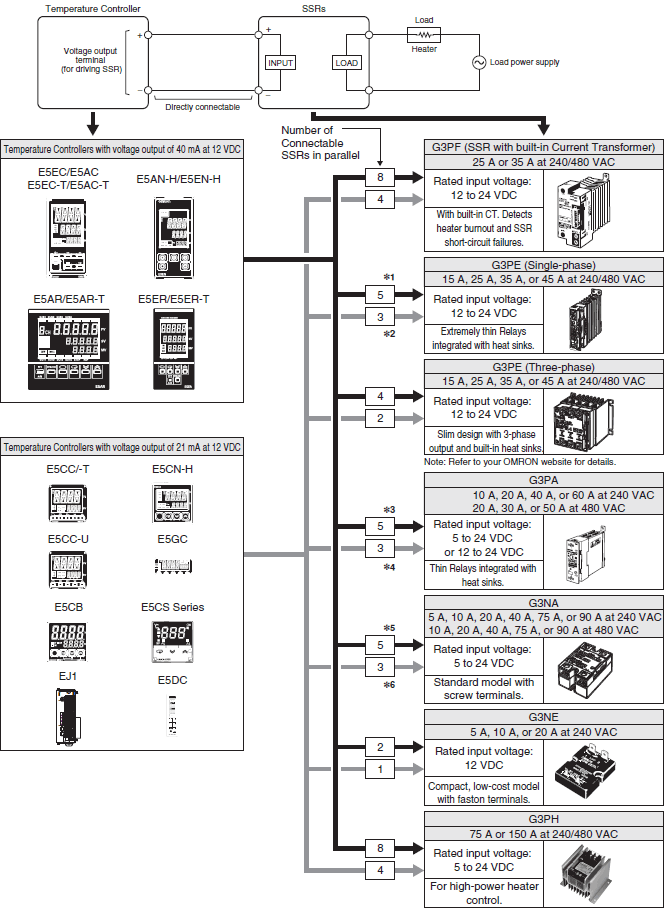 Temperature Controller
SSRs
Voltage output
terminal
(for driving SSR)
+
−
+
−
INPUT
LOAD
Load
Heater
Load power supply
Directly connectable
Temperature Controllers with voltage output of 40 mA at 12 VDC
E5EC/E5AC
E5EC-T/E5AC-T
E5AN-H/E5EN-H
E5AR/E5AR-T
E5ER/E5ER-T
Temperature Controllers with voltage output of 21 mA at 12 VDC
E5CC/-T
E5CN-H
E5CC-U
E5GC
E5CB
E5CS Series
EJ1
E5DC
Number of
Connectable
SSRs in parallel
8
4
G3PF (SSR with built-in Current Transformer)
25 A or 35 A at 240/480 VAC
Rated input voltage:
12 to 24 VDC
With built-in CT. Detects
heater burnout and SSR
short-circuit failures.
*1
5
3
*2
G3PE (Single-phase)
15 A, 25 A, 35 A, or 45 A at 240/480 VAC
Rated input voltage:
12 to 24 VDC
Extremely thin Relays
integrated with heat sinks.
4
2
G3PE (Three-phase)
15 A, 25 A, 35 A, or 45 A at 240/480 VAC
Rated input voltage:
12 to 24 VDC
Slim design with 3-phase
output and built-in heat sinks.
Note: Refer to your OMRON website for details.
*3
5
3
*4
G3PA
10 A, 20 A, 40 A, or 60 A at 240 VAC
20 A, 30 A, or 50 A at 480 VAC
Rated input voltage:
5 to 24 VDC
or 12 to 24 VDC
Thin Relays integrated with
heat sinks.
*5
5
3
*6
G3NA
5 A, 10 A, 20 A, 40 A, 75 A, or 90 A at 240 VAC
10 A, 20 A, 40 A, 75 A, or 90 A at 480 VAC
Rated input voltage:
5 to 24 VDC
Standard model with
screw terminals.
2
1
G3NE
5 A, 10 A, or 20 A at 240 VAC
Rated input voltage:
12 VDC
Compact, low-cost model
with faston terminals.
8
4
G3PH
75 A or 150 A at 240/480 VAC
Rated input voltage:
5 to 24 VDC
For high-power heater
control.